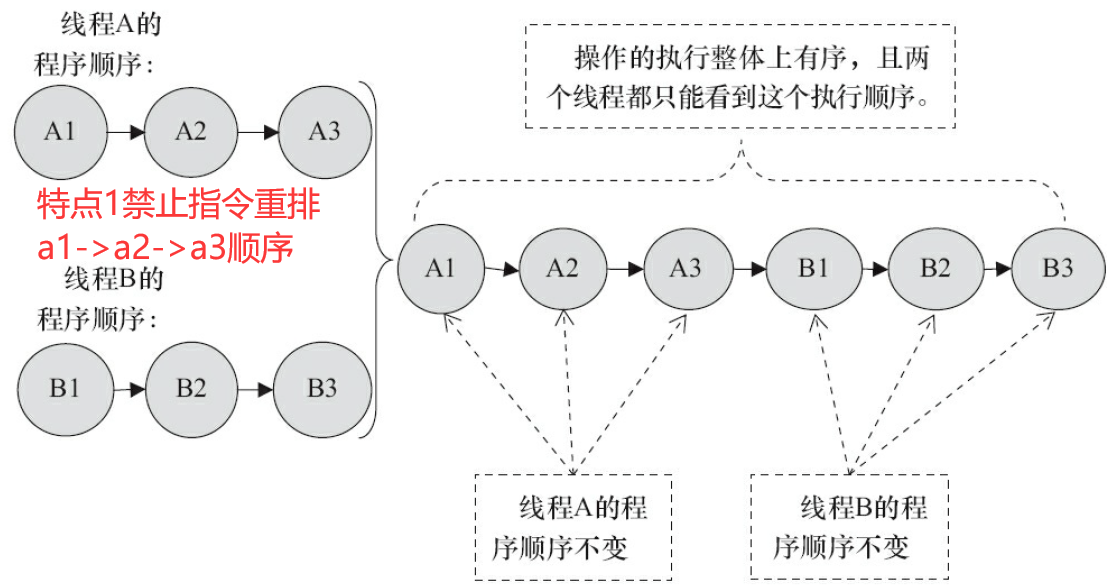 线程A的
程序顺序：
A1 A2 A3
特点1禁止指令重排
a1->a2->a3顺序
线程B的
程序顺序：
B1 B2 B3
操作的执行整体上有序，且两
个线程都只能看到这个执行顺序。
A1 A2 A3 B1 B2 B3
线程A的程
序顺序不变
线程B的程
序顺序不变